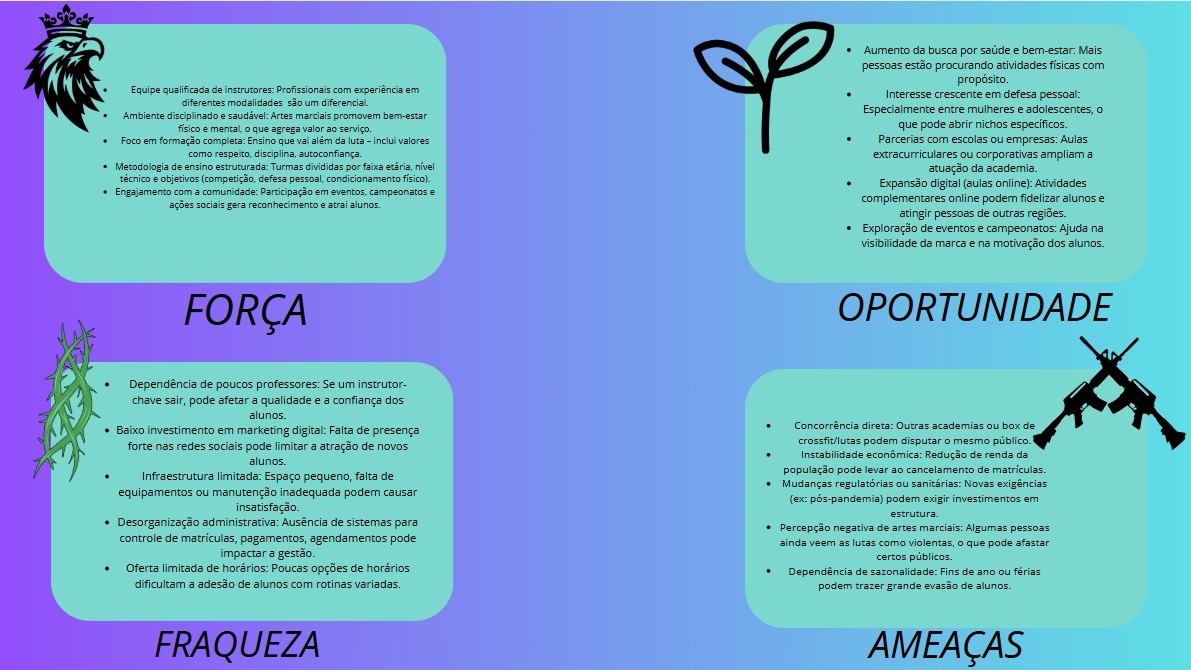 • Equipe qualificada de instrutores: Profissionais com experiência em
diferentes modalidades são um diferencial.
• Ambiente disciplinado e saudável: Artes marciais promovem bem-estar
físico e mental, o que agrega valor ao serviço.
• Foco em formação completa: Ensino que vai além da luta – inclui valores
como respeito, disciplina, autoconfiança.
• Metodologia de ensino estruturada: Turmas divididas por faixa etária, nível
técnico e objetivos (competição, defesa pessoal, condicionamento físico).
• Engajamento com a comunidade: Participação em eventos, campeonatos e
ações sociais gera reconhecimento e atrai alunos.
FORÇA
• Aumento da busca por saúde e bem-estar: Mais
pessoas estão procurando atividades físicas com
propósito.
• Interesse crescente em defesa pessoal:
Especialmente entre mulheres e adolescentes, o
que pode abrir nichos específicos.
• Parcerias com escolas ou empresas: Aulas
extracurriculares ou corporativas ampliam a
atuação da academia.
• Expansão digital (aulas online): Atividades
complementares online podem fidelizar alunos e
atingir pessoas de outras regiões.
• Exploração de eventos e campeonatos: Ajuda na
visibilidade da marca e na motivação dos alunos.
OPORTUNIDADE
• Dependência de poucos professores: Se um instrutor-
chave sair, pode afetar a qualidade e a confiança dos
alunos.
• Baixo investimento em marketing digital: Falta de presença
forte nas redes sociais pode limitar a atração de novos
alunos.
• Infraestrutura limitada: Espaço pequeno, falta de
equipamentos ou manutenção inadequada podem causar
insatisfação.
• Desorganização administrativa: Ausência de sistemas para
controle de matrículas, pagamentos, agendamentos pode
impactar a gestão.
• Oferta limitada de horários: Poucas opções de horários
dificultam a adesão de alunos com rotinas variadas.
FRAQUEZA
• Concorrência direta: Outras academias ou box de
crossfit/lutas podem disputar o mesmo público.
• Instabilidade econômica: Redução de renda da
população pode levar ao cancelamento de matrículas.
• Mudanças regulatórias ou sanitárias: Novas exigências
(ex: pós-pandemia) podem exigir investimentos em
estrutura.
• Percepção negativa de artes marciais: Algumas pessoas
ainda veem as lutas como violentas, o que pode afastar
certos públicos.
• Dependência de sazonalidade: Fins de ano ou férias
podem trazer grande evasão de alunos.
AMEAÇAS